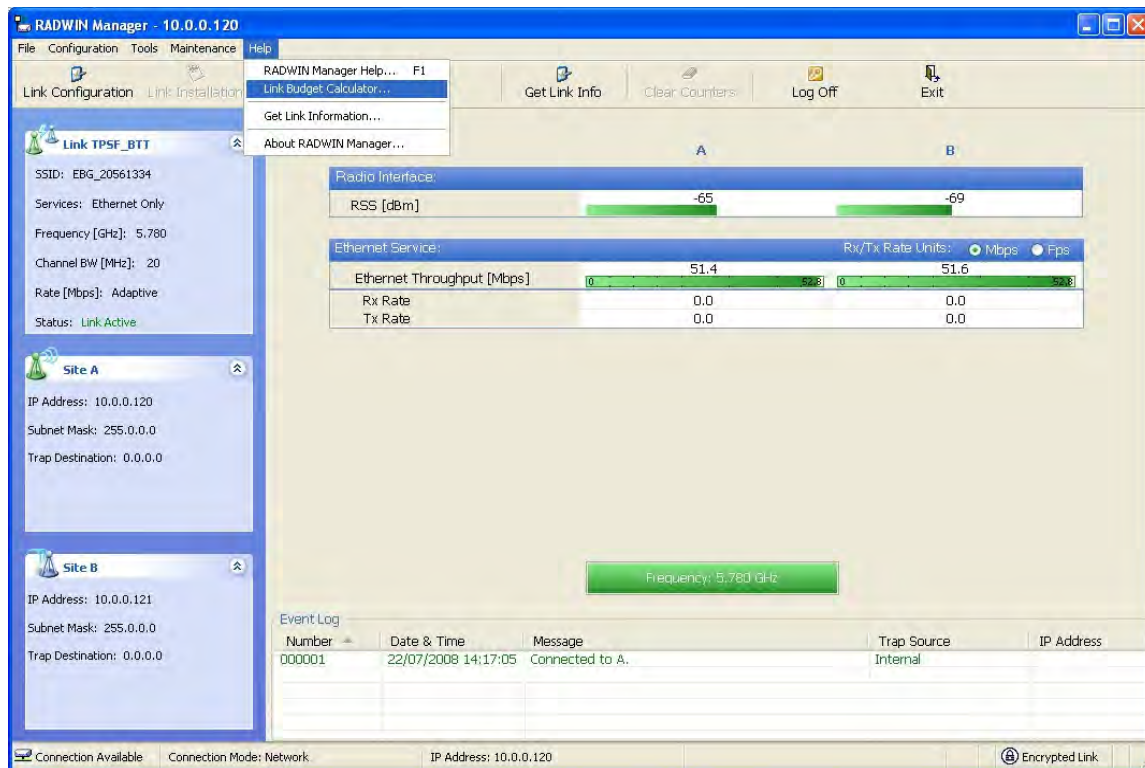 RADWIN Manager - 10.0.0.120
File Configuration Tools Maintenance Help
Link Configuration Link Installation Get Link Info Clear Counters Log Off Exit
RADWIN Manager Help... F1
Link Budget Calculator...
Get Link Information...
About RADWIN Manager...
Link TPSF_BTT
SSID: EBG_20561334
Services: Ethernet Only
Frequency [GHz]: 5.780
Channel BW [MHz]: 20
Rate [Mbps]: Adaptive
Status: Link Active
Site A
IP Address: 10.0.0.120
Subnet Mask: 255.0.0.0
Trap Destination: 0.0.0.0
Site B
IP Address: 10.0.0.121
Subnet Mask: 255.0.0.0
Trap Destination: 0.0.0.0
A B
Radio Interface:
RSS [dBm] -65 -69
Ethernet Service: Rx/Tx Rate Units: Mbps Fps
Ethernet Throughput [Mbps] 51.4 51.6
0 52.8 0 52.8
Rx Rate 0.0 0.0
Tx Rate 0.0 0.0
Frequency: 5.780 GHz
Event Log
Number Date & Time Message Trap Source IP Address
000001 22/07/2008 14:17:05 Connected to A. Internal
Connection Available Connection Mode: Network IP Address: 10.0.0.120 Encrypted Link